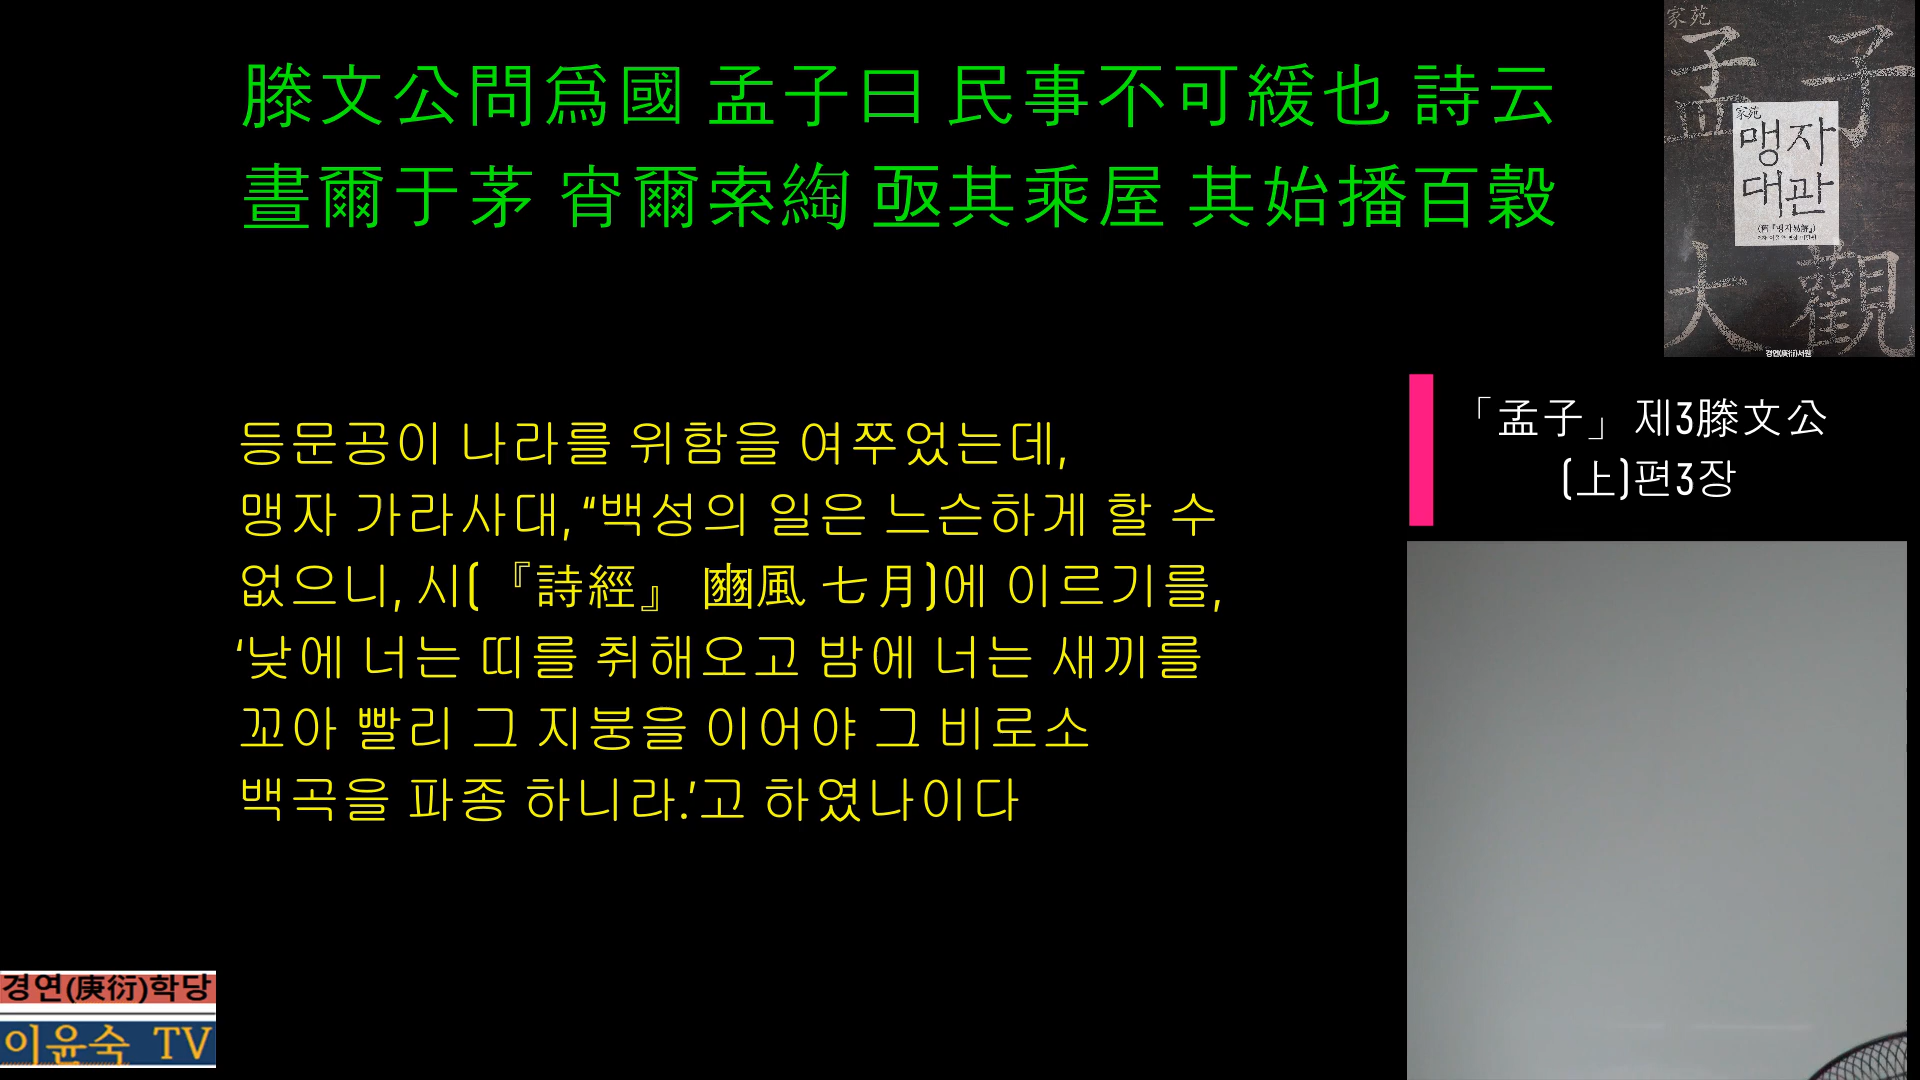 滕文公問爲國 孟子曰 民事不可緩也 詩云
晝爾于茅 宵爾索綯 亟其乘屋 其始播百穀
등문공이 나라를 위함을 여쭈었는데,
맹자 가라사대, “백성의 일은 느슨하게 할 수
없으니, 시(『詩經』 豳風 七月)에 이르기를,
‘낮에 너는 띠를 취해오고 밤에 너는 새끼를
꼬아 빨리 그 지붕을 이어야 그 비로소
백곡을 파종 하니라.’고 하였나이다
家苑
孟子
大觀
家苑
맹자
대관
경연(庚衍)서원
「孟子」 제3滕文公
(上)편3장
경연(庚衍)학당
이윤숙 TV